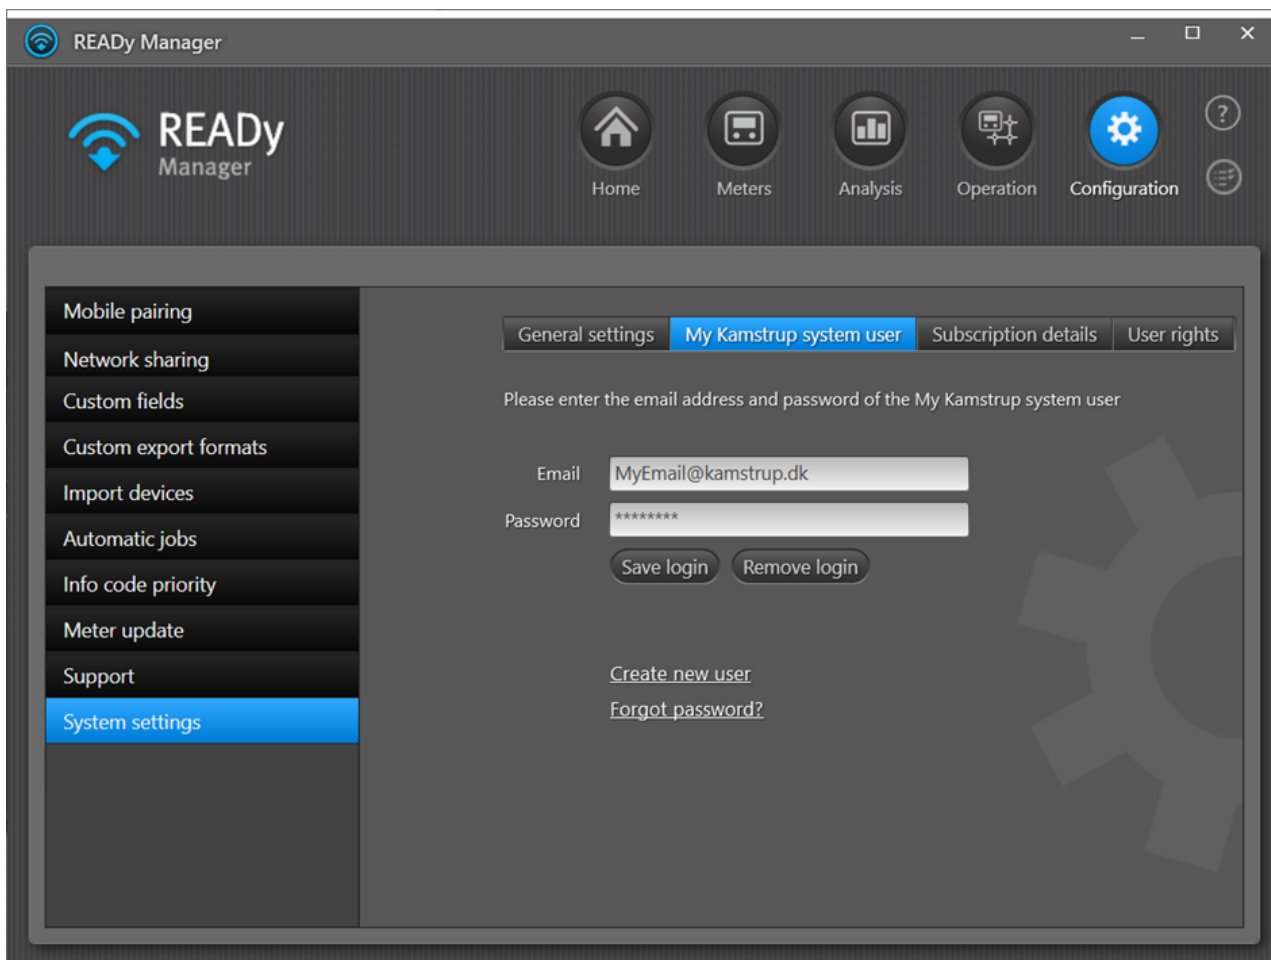 READy Manager
READy
Manager
Home
Meters
Analysis
Operation
Configuration
?
Mobile pairing
Network sharing
Custom fields
Custom export formats
Import devices
Automatic jobs
Info code priority
Meter update
Support
System settings
General settings
My Kamstrup system user
Subscription details
User rights
Please enter the email address and password of the My Kamstrup system user
Email
MyEmail@kamstrup.dk
Password
********
Save login
Remove login
Create new user
Forgot password?